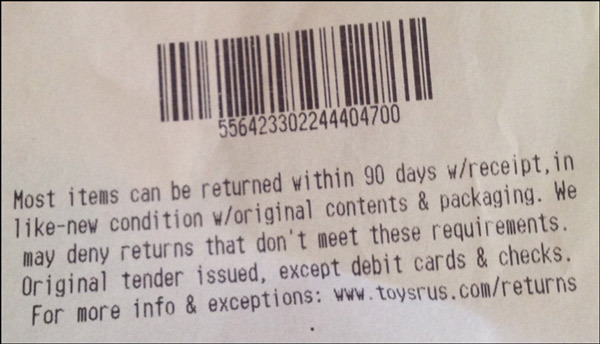 556423302244404700
Most items can be returned within 90 days w/receipt,in
like-new condition w/original contents & packaging. We
may deny returns that don't meet these requirements.
Original tender issued, except debit cards & checks.
For more info & exceptions: www.toysrus.com/returns